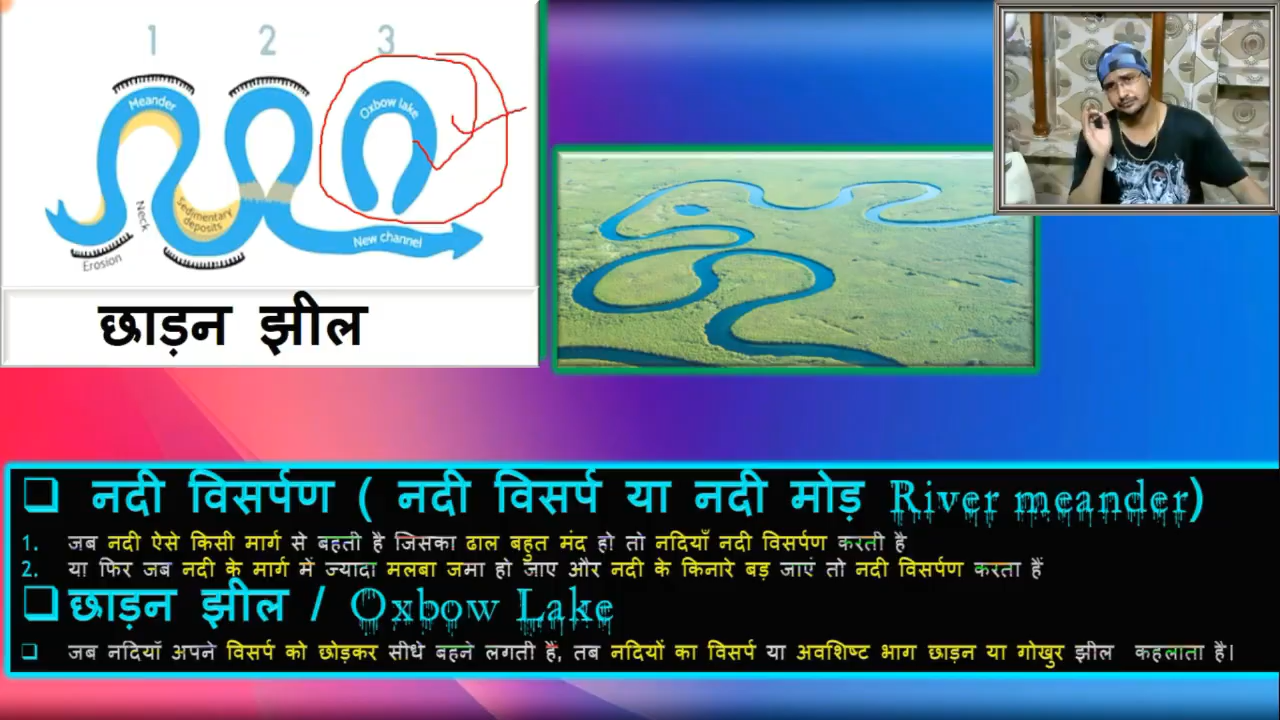 1 2 3
Meander
Oxbow lake
Neck
Sedimentary
deposits
New channel
Erosion
छाड़न झील
❑ नदी विसर्पण ( नदी विसर्प या नदी मोड़ River meander)
1. जब नदी ऐसे किसी मार्ग से बहती है जिसका ढाल बहुत मंद हो तो नदियाँ नदी विसर्पण करती है
2. या फिर जब नदी के मार्ग में ज्यादा मलबा जमा हो जाए और नदी के किनारे बड़ जाएं तो नदी विसर्पण करता हैं
❑ छाड़न झील / Oxbow Lake
❑ जब नदियॉ अपने विसर्प को छोड़कर सीधे बहने लगती हैं, तब नदियों का विसर्प या अवशिष्ट भाग छाड़न या गोखुर झील कहलाता है।